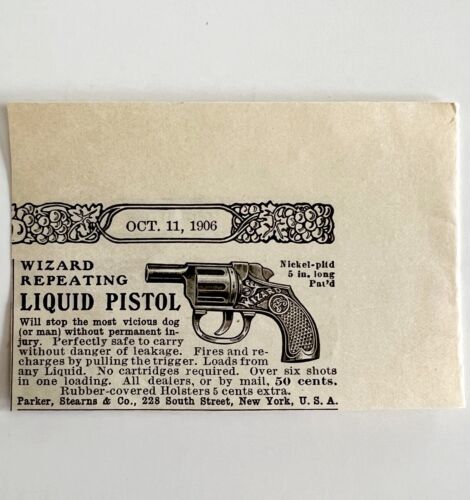 OCT. 11, 1906
WIZARD
REPEATING
LIQUID PISTOL
Nickel-pltd
5 in. long
Pat'd
WIZARD
Will stop the most vicious dog
(or man) without permanent in-
jury. Perfectly safe to carry
without danger of leakage. Fires and re-
charges by pulling the trigger. Loads from
any Liquid. No cartridges required. Over six shots
in one loading. All dealers, or by mail, 50 cents.
Rubber-covered Holsters 5 cents extra.
Parker, Stearns & Co., 228 South Street, New York, U. S. A.